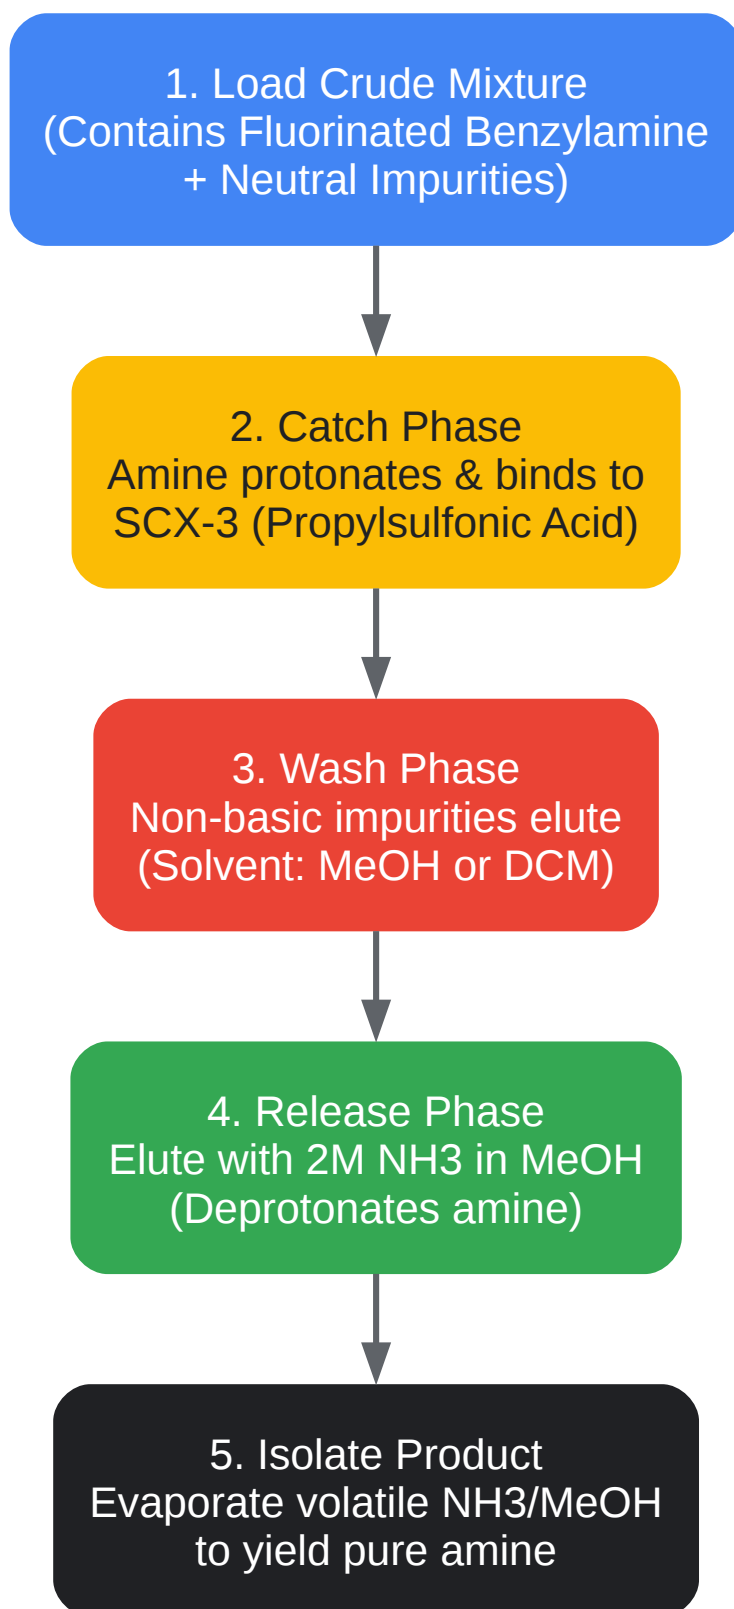 1. Load Crude Mixture
(Contains Fluorinated Benzylamine
+ Neutral Impurities)
2. Catch Phase
Amine protonates & binds to
SCX-3 (Propylsulfonic Acid)
3. Wash Phase
Non-basic impurities elute
(Solvent: MeOH or DCM)
4. Release Phase
Elute with 2M NH3 in MeOH
(Deprotonates amine)
5. Isolate Product
Evaporate volatile NH3/MeOH
to yield pure amine